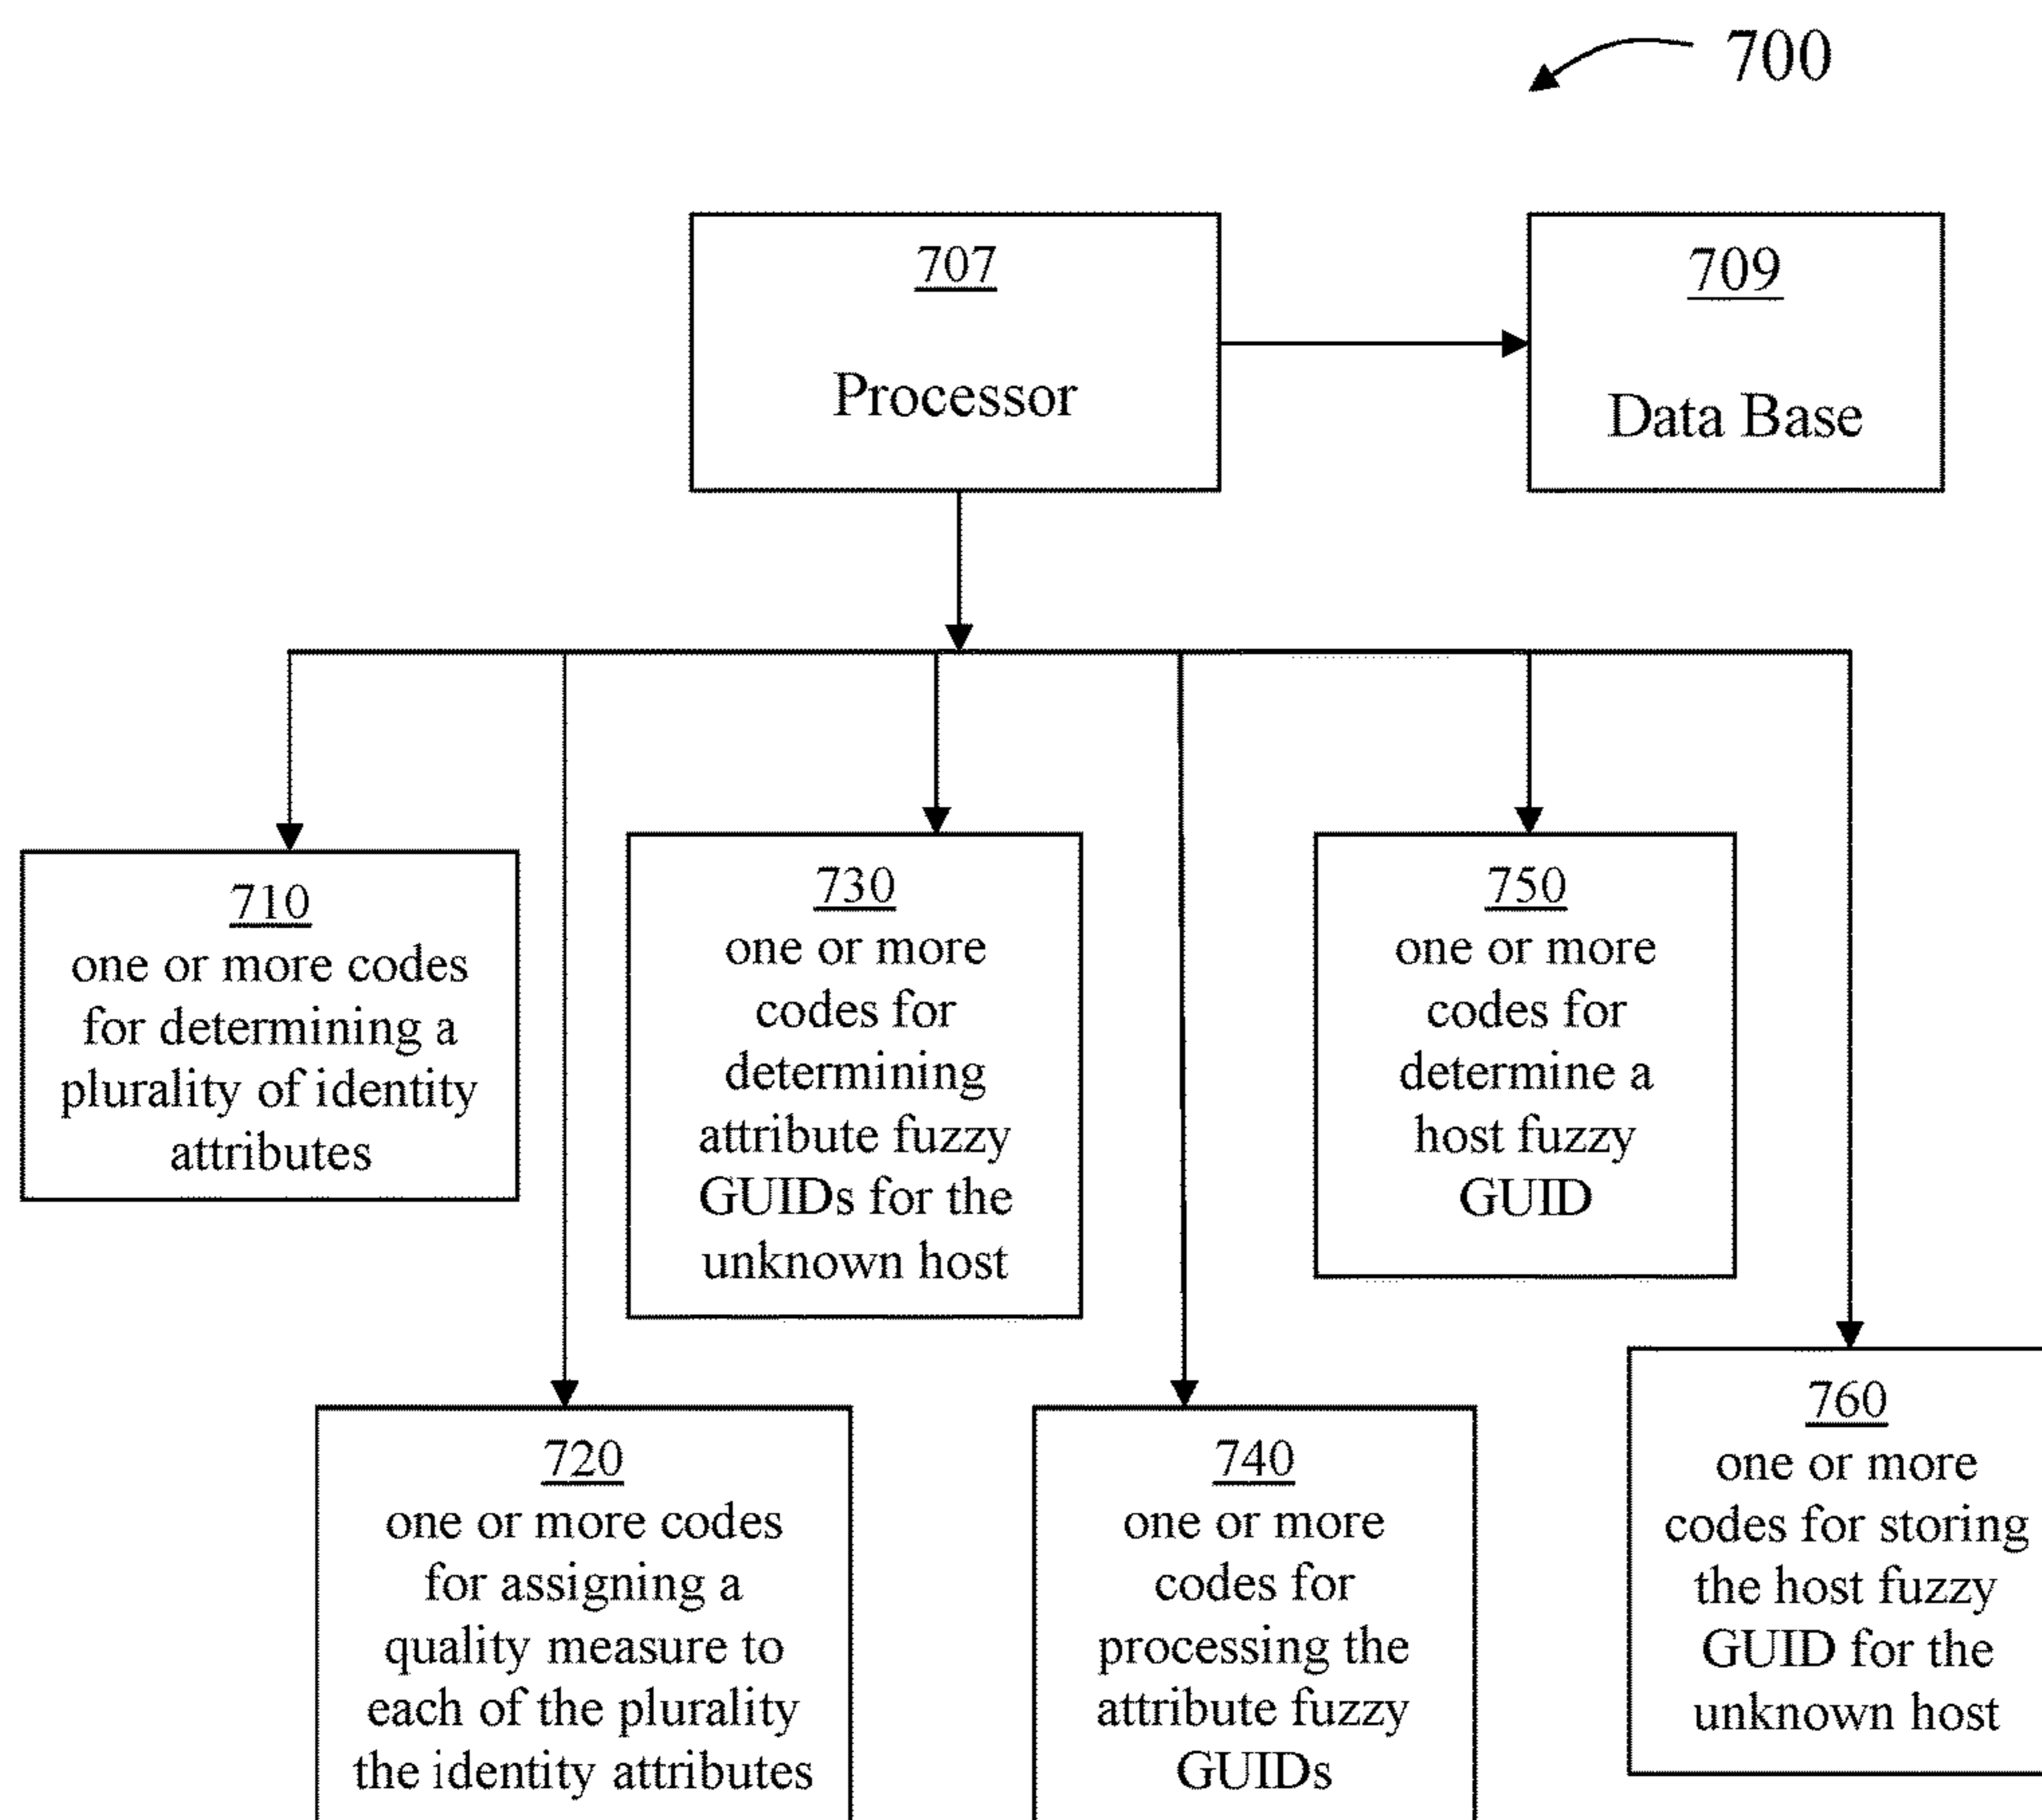 700
707
Processor
709
Data Base
710
one or more codes
for determining a
plurality of identity
attributes
730
one or more
codes for
determining
attribute fuzzy
GUIDs for the
unknown host
750
one or more
codes for
determine a
host fuzzy
GUID
720
one or more codes
for assigning a
quality measure to
each of the plurality
the identity attributes
740
one or more
codes for
processing the
attribute fuzzy
GUIDs
760
one or more
codes for storing
the host fuzzy
GUID for the
unknown host